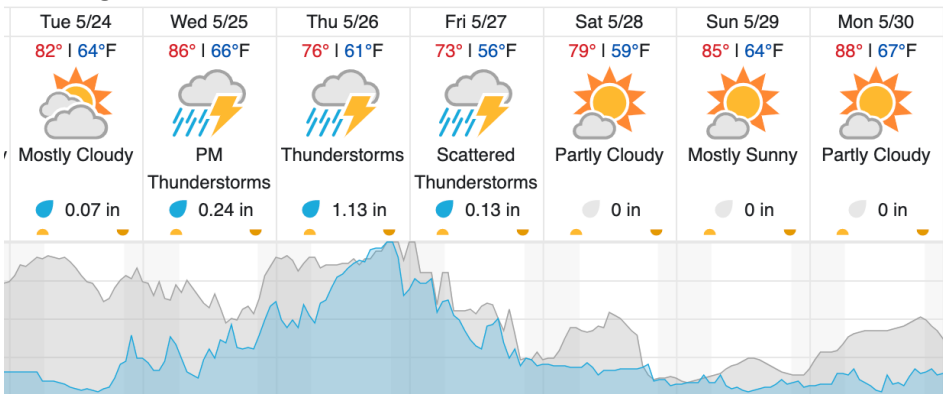 Tue 5/24 Wed 5/25 Thu 5/26 Fri 5/27 Sat 5/28 Sun 5/29 Mon 5/30
82° | 64°F 86° | 66°F 76° | 61°F 73° | 56°F 79° | 59°F 85° | 64°F 88° | 67°F
Mostly Cloudy PM Thunderstorms Scattered Partly Cloudy Mostly Sunny Partly Cloudy
Thunderstorms Thunderstorms
0.07 in 0.24 in 1.13 in 0.13 in 0 in 0 in 0 in